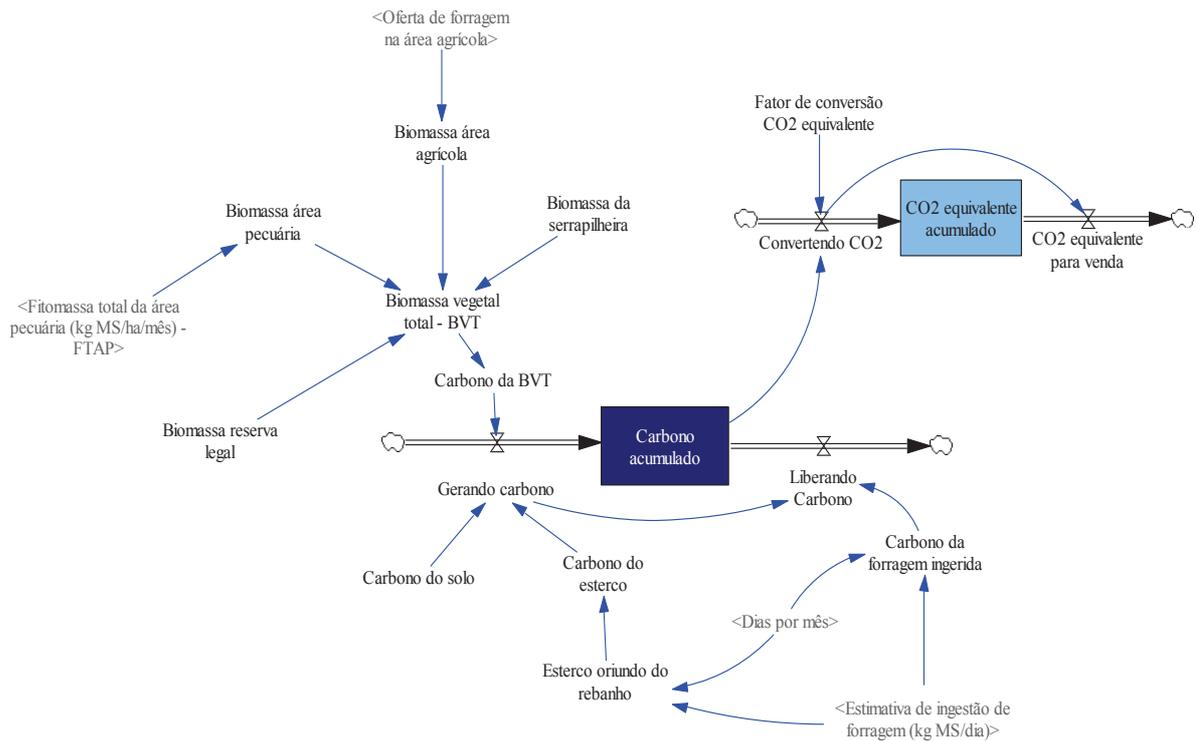 <Oferta de forragem
na área agrícola>
Fator de conversão
CO2 equivalente
Biomassa área
agrícola
Biomassa área
pecuária
Biomassa da
serrapilheira
CO2 equivalente
acumulado
Convertendo CO2
CO2 equivalente
para venda
<Fitomassa total da área
pecuária (kg MS/ha/mês) -
FTAP>
Biomassa vegetal
total - BVT
Carbono da BVT
Biomassa reserva
legal
Carbono
acumulado
Gerando carbono
Liberando
Carbono
Carbono do solo
Carbono do
esterco
Carbono da
forragem ingerida
<Dias por mês>
Esterco oriundo do
rebanho
<Estimativa de ingestão de
forragem (kg MS/dia)>